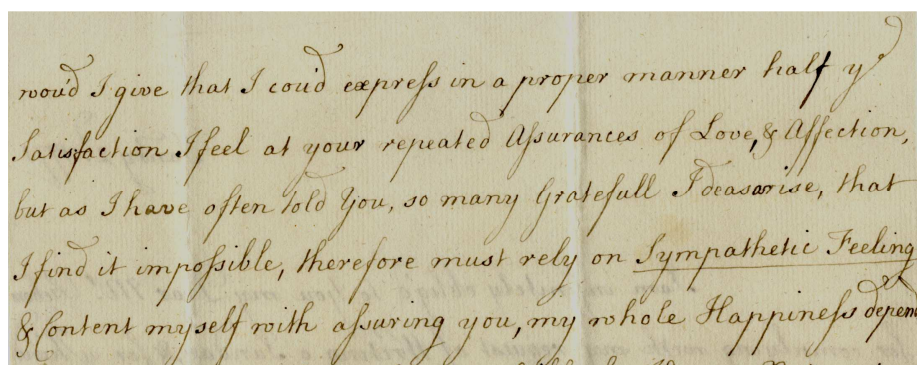 wou'd I give that I cou'd express in a proper manner half ye
Satisfaction I feel at your repeated Assurances of Love, & Affection,
but as I have often told You, so many Gratefull Ideas arise, that
I find it impossible, therefore must rely on Sympathetic Feeling
& Content myself with assuring you, my whole Happiness depen